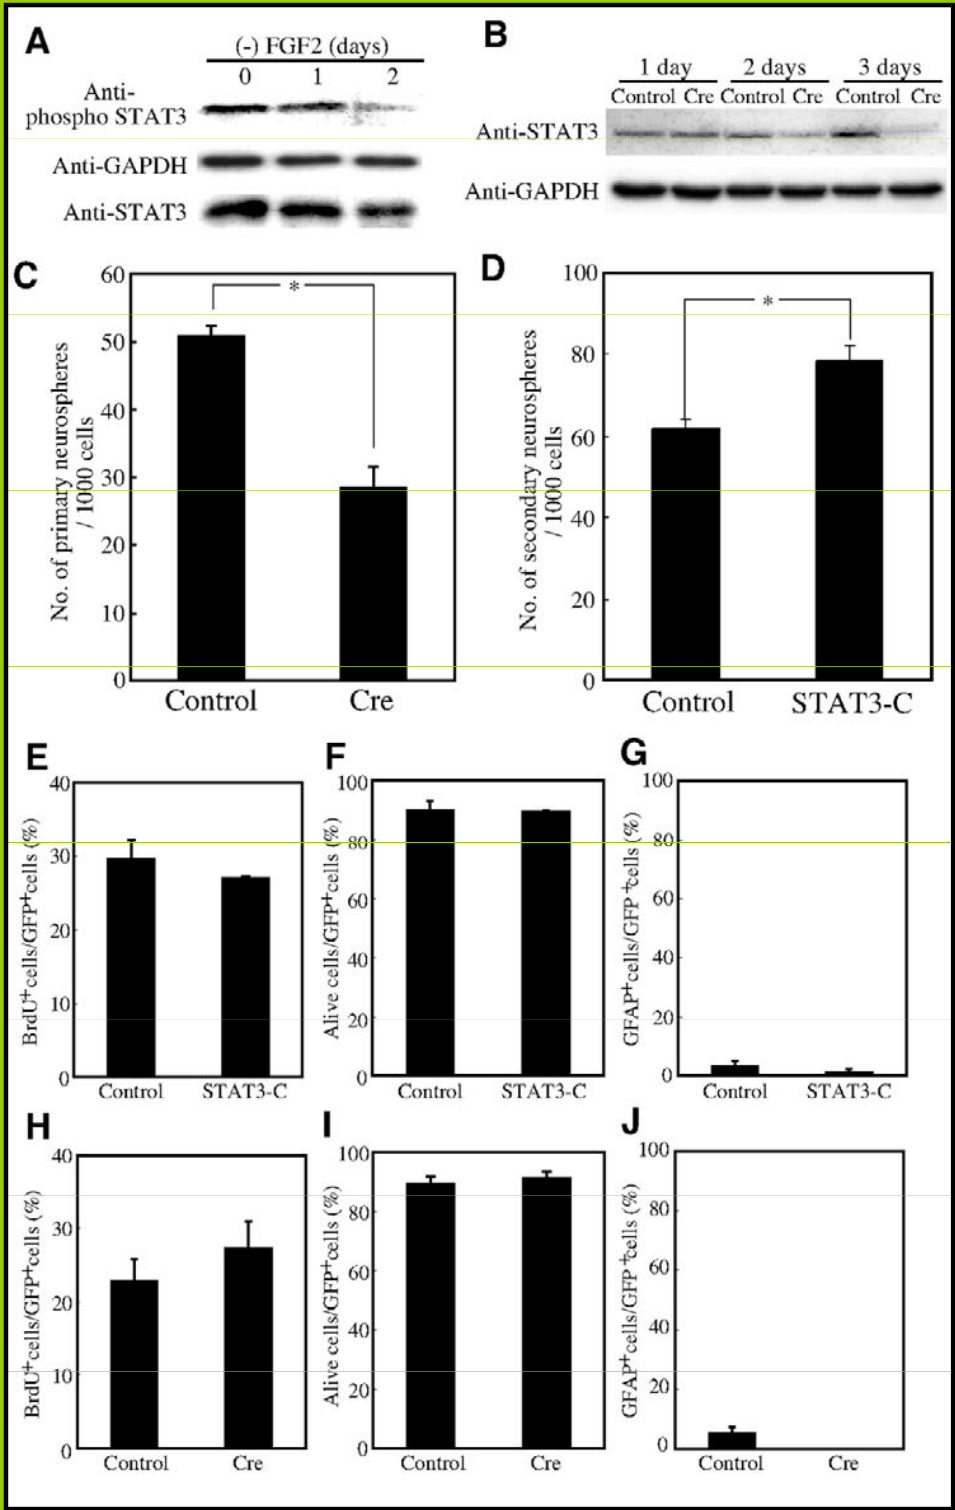 A
(-) FGF2 (days)
0 1 2
Anti-
phospho STAT3
Anti-GAPDH
Anti-STAT3
B
1 day 2 days 3 days
Control Cre Control Cre Control Cre
Anti-STAT3
Anti-GAPDH
C
No. of primary neurospheres
/ 1000 cells
60
50
40
30
20
10
0
*
Control Cre
D
No. of secondary neurospheres
/ 1000 cells
100
80
60
40
20
0
*
Control STAT3-C
E
BrdU+cells/GFP+cells (%)
40
30
20
10
0
Control STAT3-C
F
Alive cells/GFP+cells (%)
100
80
60
40
20
0
Control STAT3-C
G
GFAP+cells/GFP+cells (%)
100
80
60
40
20
0
Control STAT3-C
H
BrdU+cells/GFP+cells (%)
40
30
20
10
0
Control Cre
I
Alive cells/GFP+cells (%)
100
80
60
40
20
0
Control Cre
J
GFAP+cells/GFP+cells (%)
100
80
60
40
20
0
Control Cre